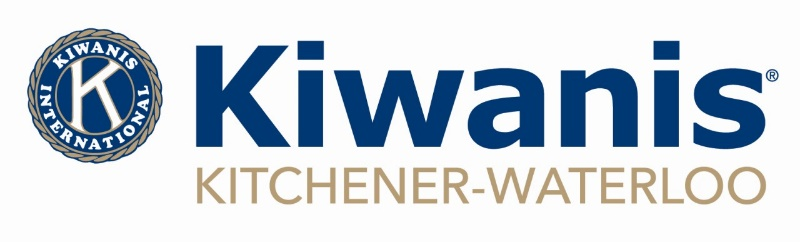 KIWANIS
K
INTERNATIONAL
Kiwanis®
KITCHENER-WATERLOO